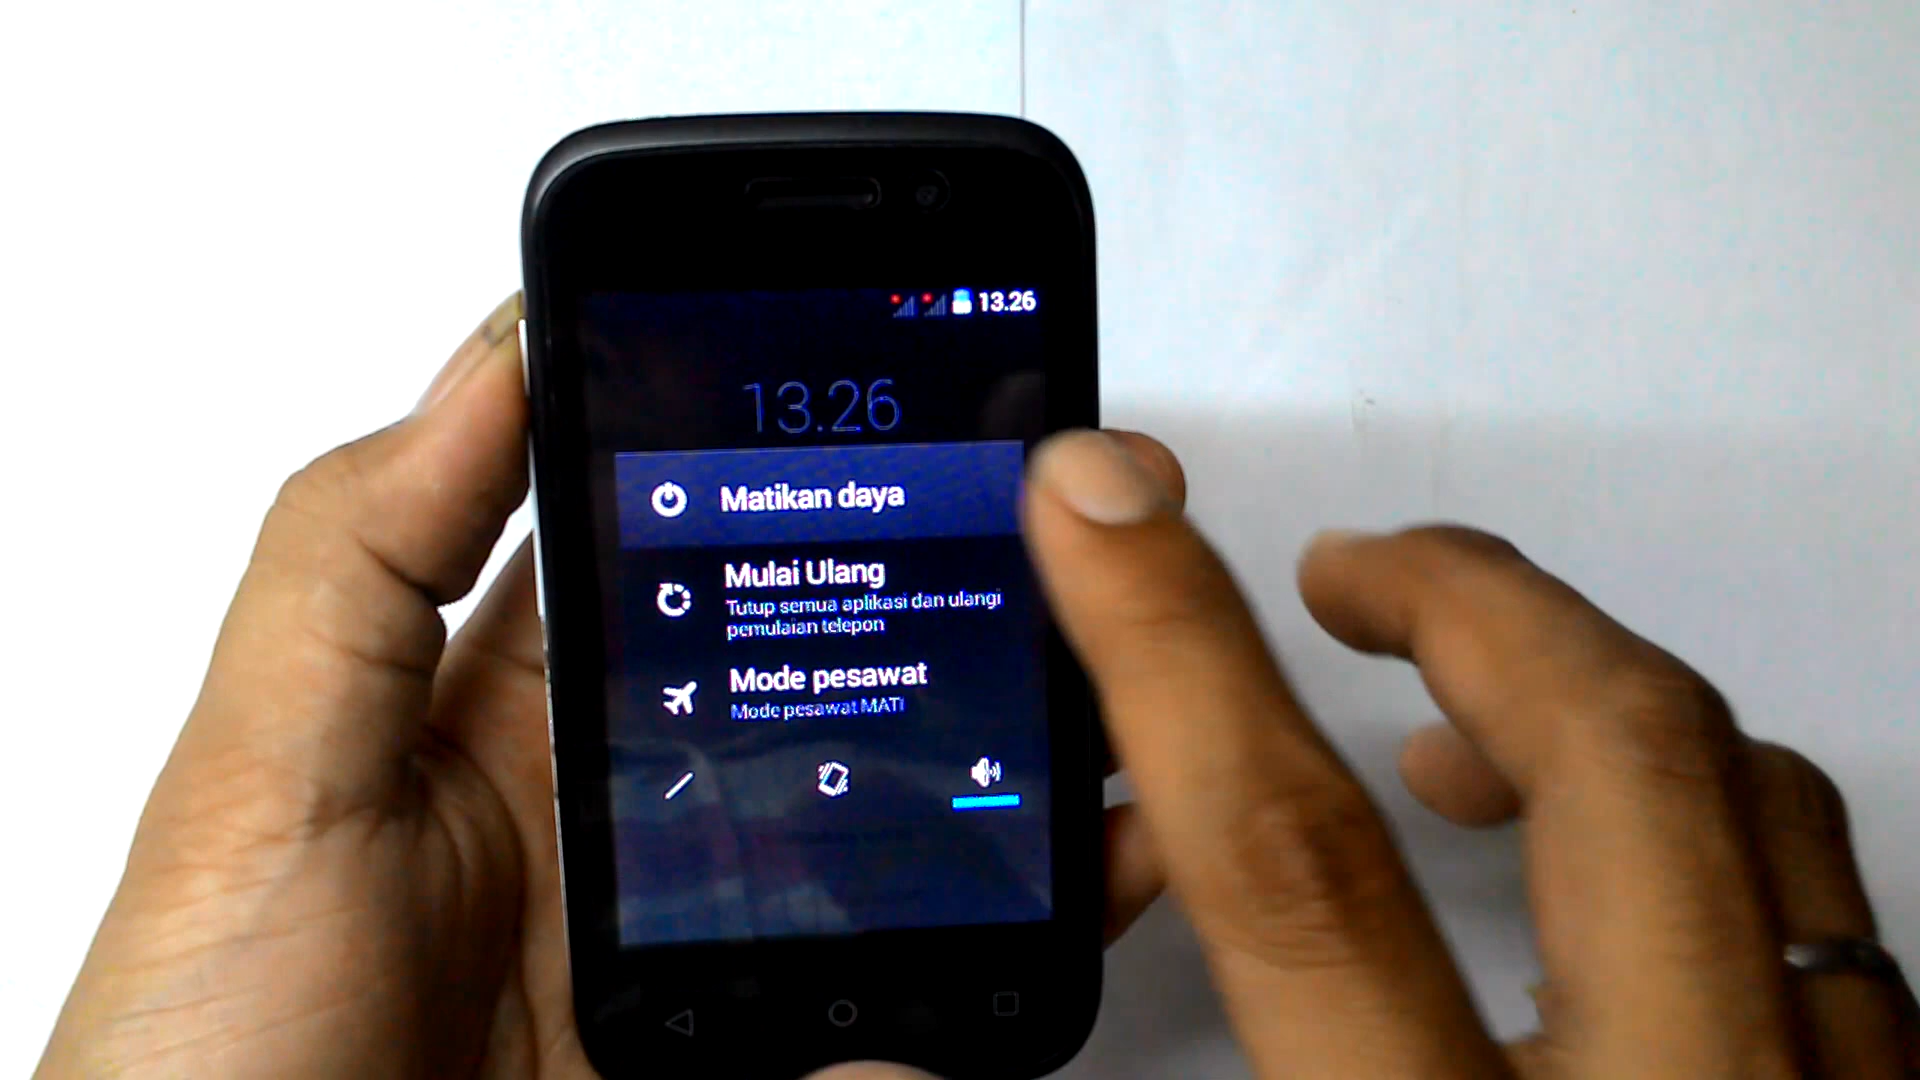 13.26
13.26
Matikan daya
Mulai Ulang
Tutup semua aplikasi dan ulangi
pemulaian telepon
Mode pesawat
Mode pesawat MATI